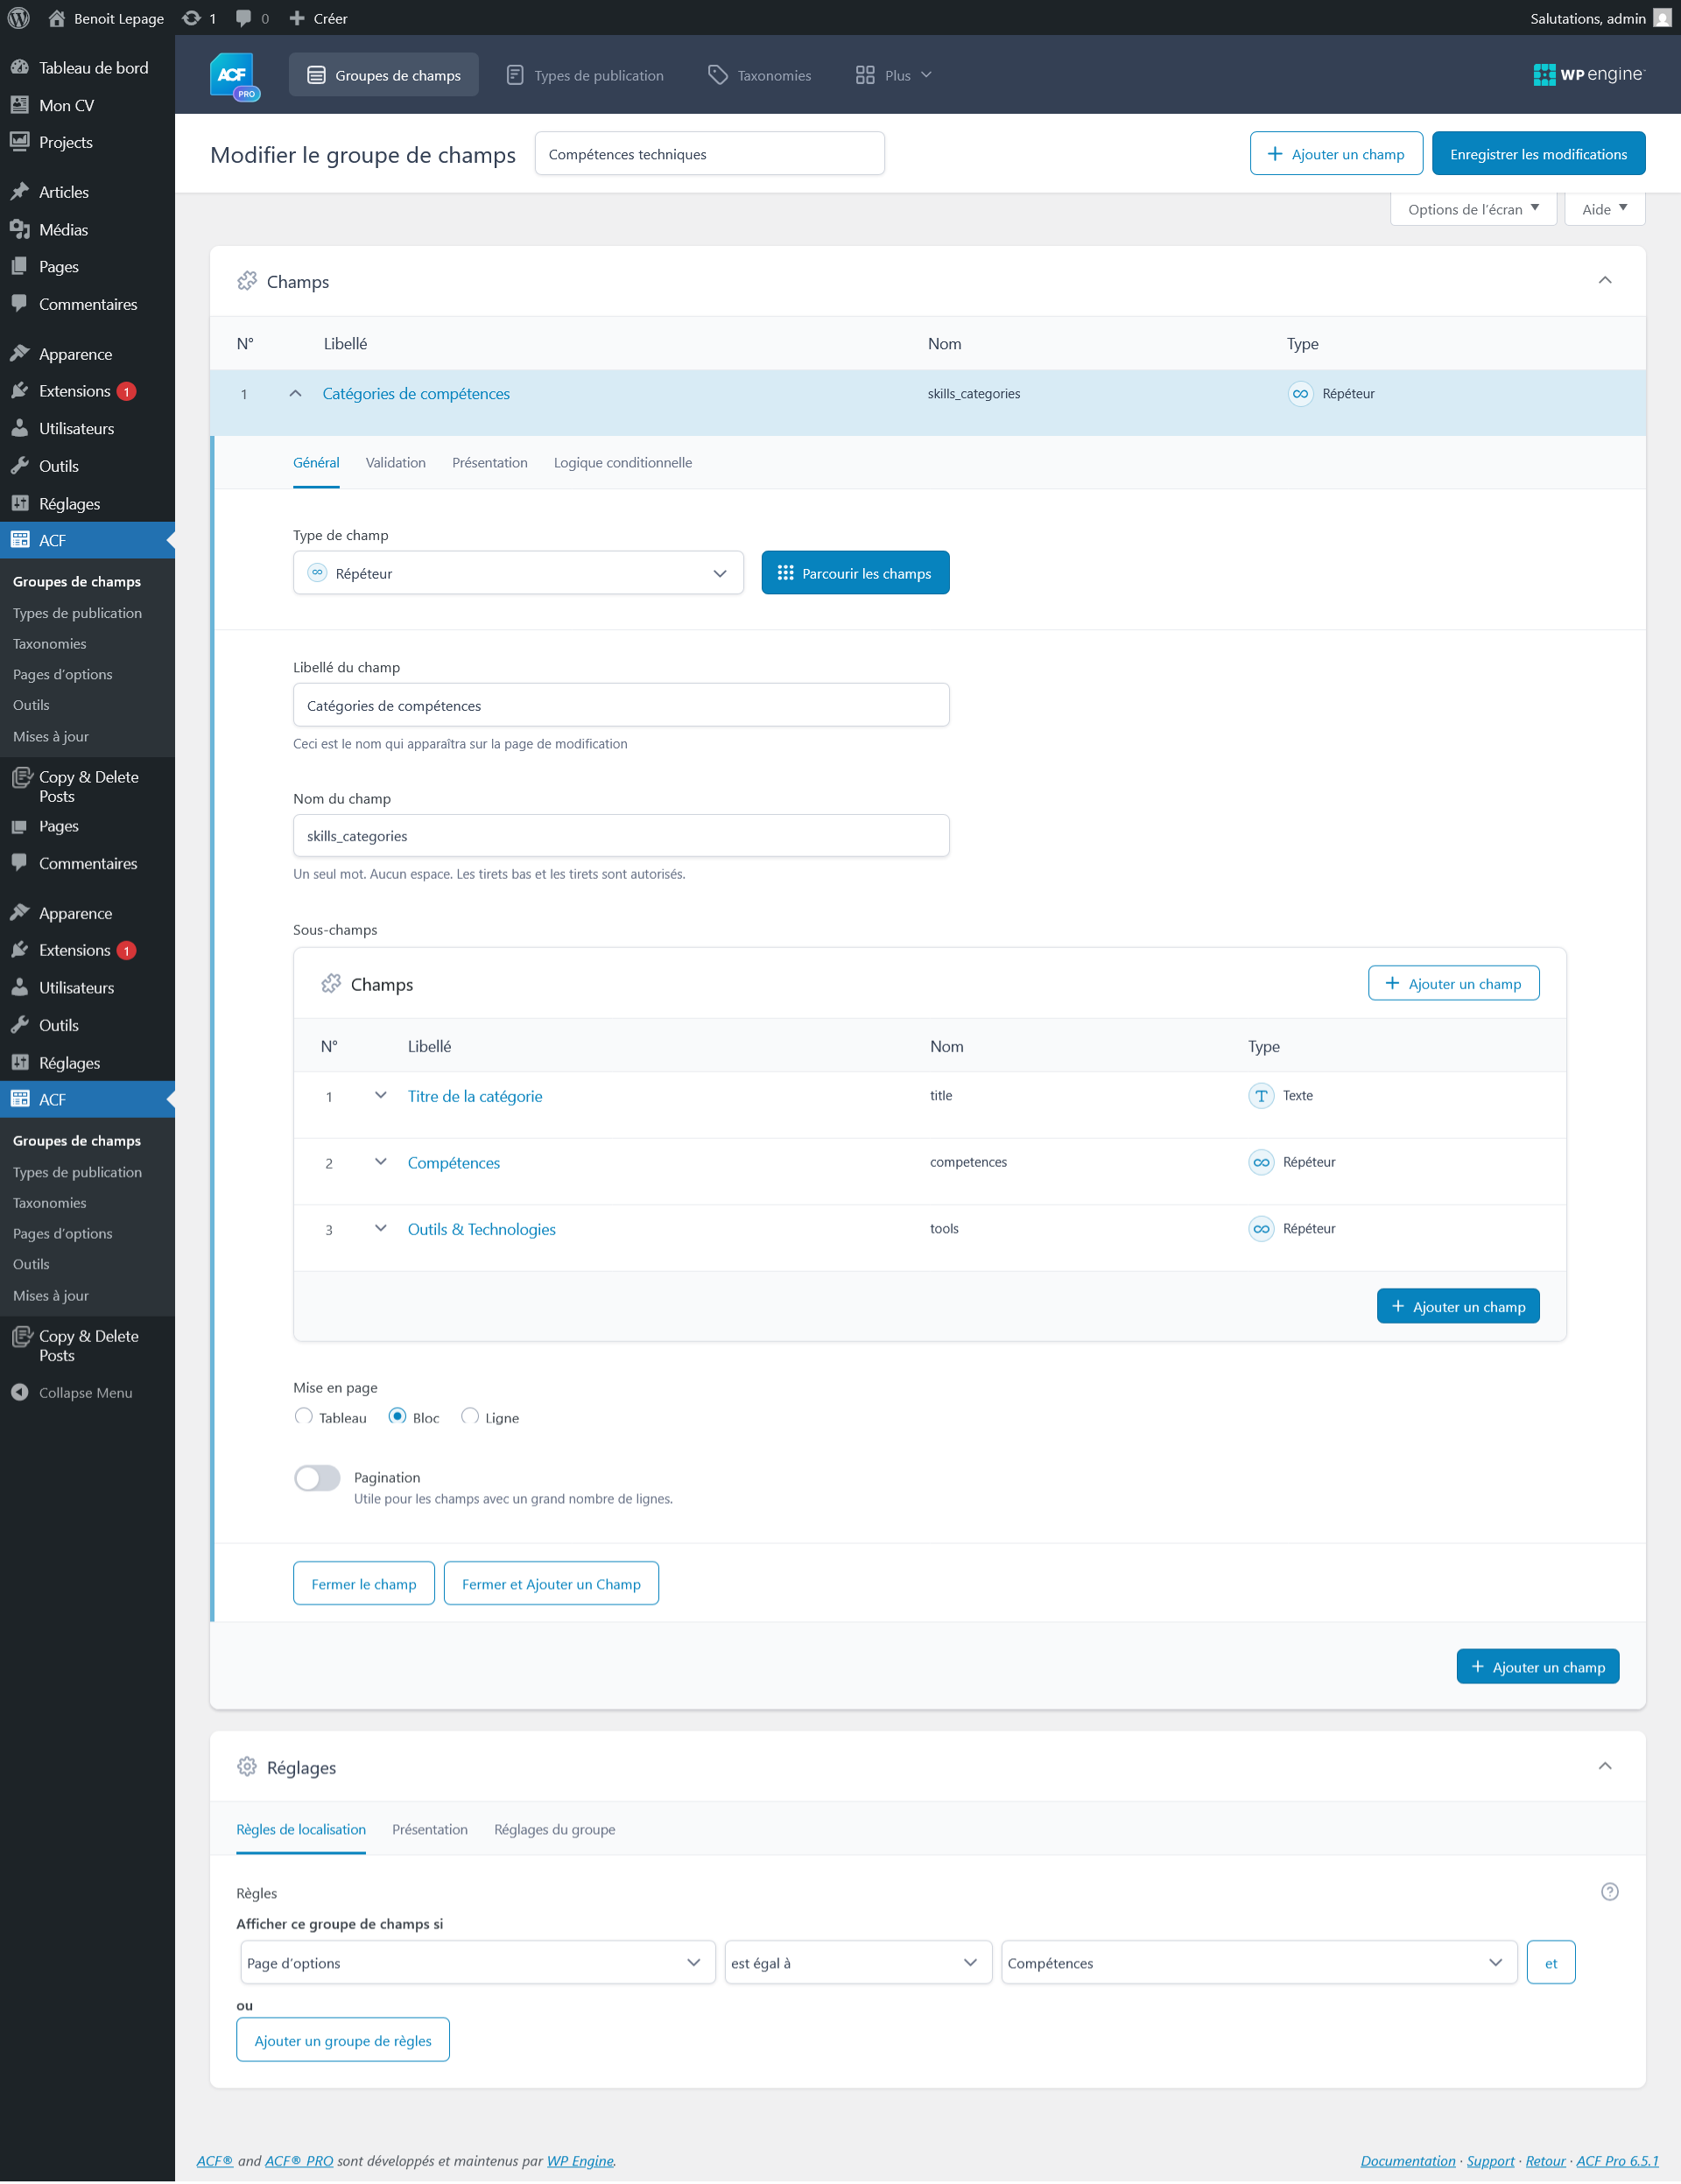 Benoit Lepage 1 0 Créer Salutations, admin
Tableau de bord
Mon CV
Projects
Articles
Médias
Pages
Commentaires
Apparence
Extensions 1
Utilisateurs
Outils
Réglages
ACF
Groupes de champs
Types de publication
Taxonomies
Pages d’options
Outils
Mises à jour
Copy & Delete
Posts
Pages
Commentaires
Apparence
Extensions 1
Utilisateurs
Outils
Réglages
ACF
Groupes de champs
Types de publication
Taxonomies
Pages d’options
Outils
Mises à jour
Copy & Delete
Posts
Collapse Menu
ACF PRO Groupes de champs Types de publication Taxonomies Plus WP engine
Modifier le groupe de champs Compétences techniques Ajouter un champ Enregistrer les modifications
Options de l’écran Aide
Champs
N° Libellé Nom Type
1 Catégories de compétences skills_categories Répéteur
Général Validation Présentation Logique conditionnelle
Type de champ
Répéteur Parcourir les champs
Libellé du champ
Catégories de compétences
Ceci est le nom qui apparaîtra sur la page de modification
Nom du champ
skills_categories
Un seul mot. Aucun espace. Les tirets bas et les tirets sont autorisés.
Sous-champs
Champs Ajouter un champ
N° Libellé Nom Type
1 Titre de la catégorie title Texte
2 Compétences competences Répéteur
3 Outils & Technologies tools Répéteur
Ajouter un champ
Mise en page
Tableau Bloc Ligne
Pagination
Utile pour les champs avec un grand nombre de lignes.
Fermer le champ Fermer et Ajouter un Champ
Ajouter un champ
Réglages
Règles de localisation Présentation Réglages du groupe
Règles
Afficher ce groupe de champs si
Page d’options est égal à Compétences et
ou
Ajouter un groupe de règles
ACF® and ACF® PRO sont développés et maintenus par WP Engine. Documentation · Support · Retour · ACF Pro 6.5.1